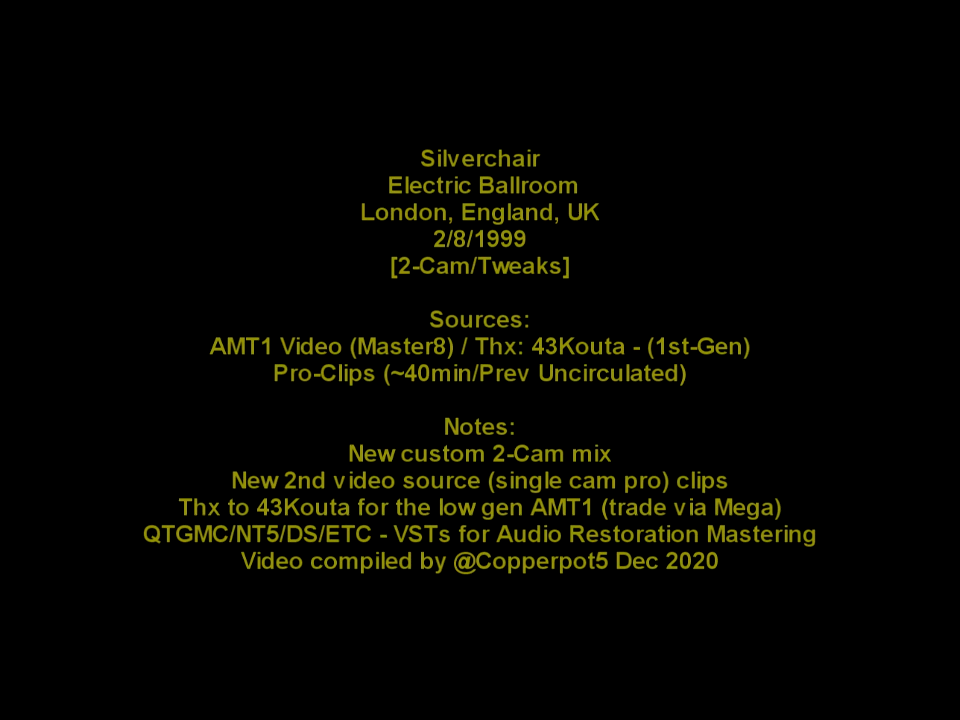 Silverchair
Electric Ballroom
London, England, UK
2/8/1999
[2-Cam/Tweaks]
Sources:
AMT1 Video (Master8) / Thx: 43Kouta - (1st-Gen)
Pro-Clips (~40min/Prev Uncirculated)
Notes:
New custom 2-Cam mix
New 2nd video source (single cam pro) clips
Thx to 43Kouta for the low gen AMT1 (trade via Mega)
QTGMC/NT5/DS/ETC - VSTs for Audio Restoration Mastering
Video compiled by @Copperpot5 Dec 2020